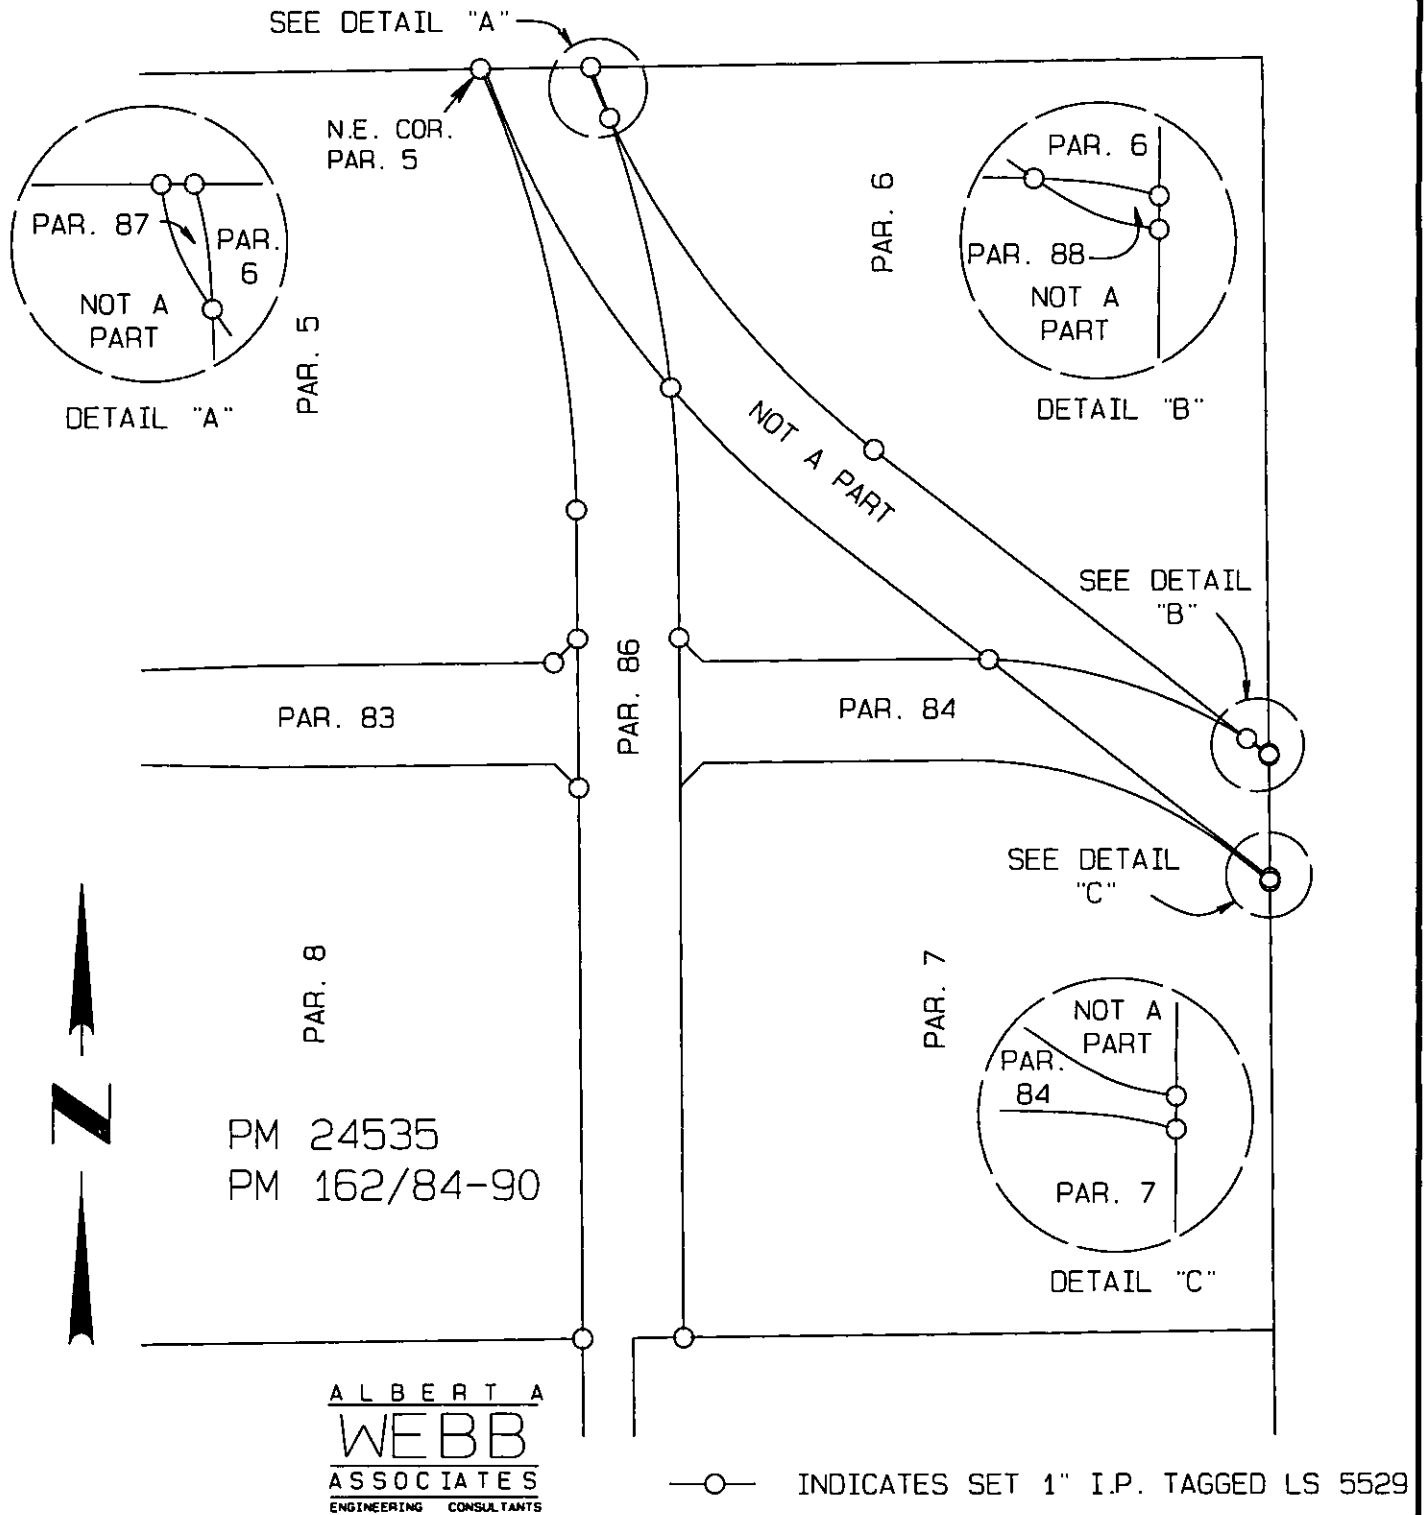 SEE DETAIL "A"
N.E. COR.
PAR. 5
PAR. 87
PAR.
6
NOT A
PART
DETAIL "A"
PAR. 5
PAR. 6
PAR. 6
PAR. 88
NOT A
PART
DETAIL "B"
NOT A PART
SEE DETAIL
"B"
PAR. 86
PAR. 83
PAR. 84
SEE DETAIL
"C"
PAR. 8
PAR. 7
NOT A
PART
PAR.
84
PAR. 7
DETAIL "C"
N
PM 24535
PM 162/84-90
ALBERT A
WEBB
ASSOCIATES
ENGINEERING CONSULTANTS
INDICATES SET 1" I.P. TAGGED LS 5529